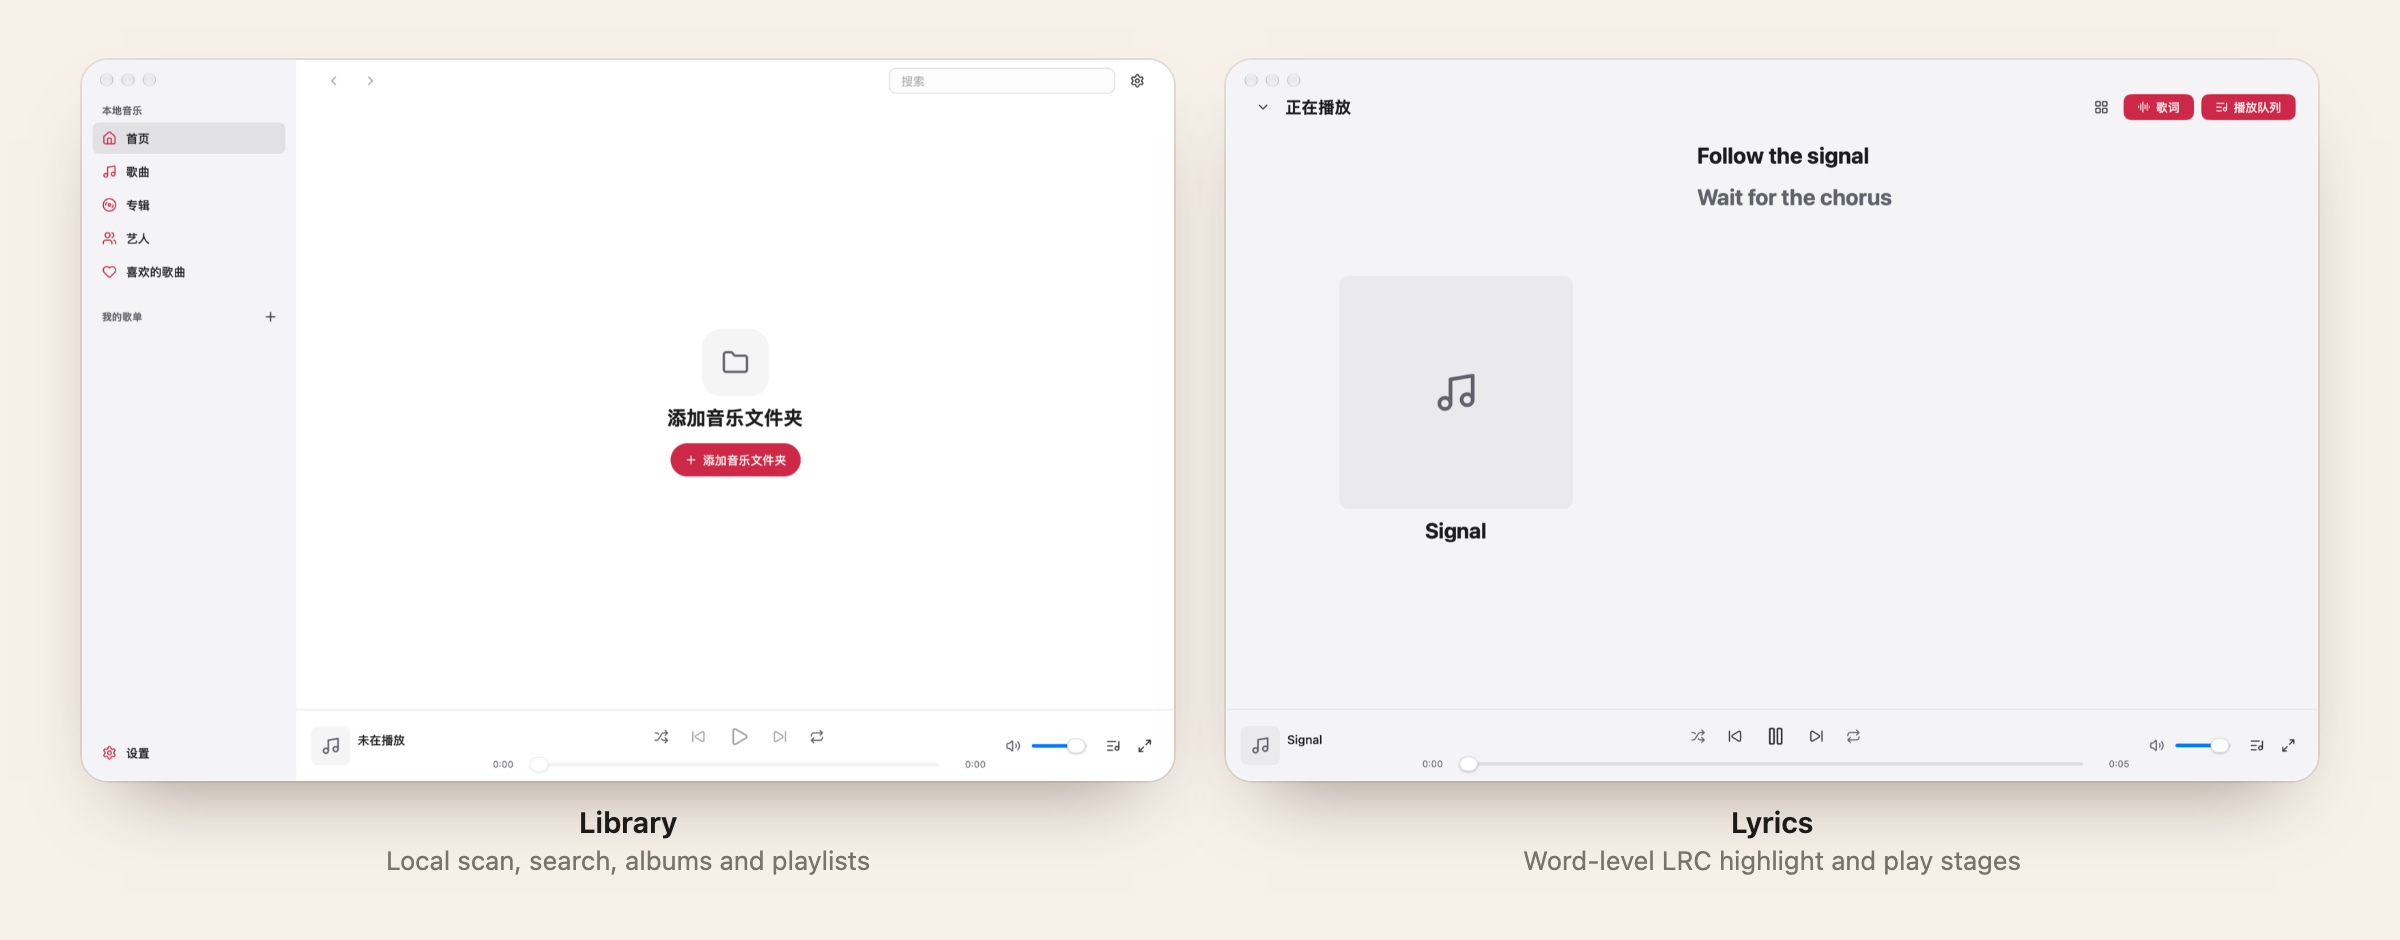 本地音乐
首页
歌曲
专辑
艺人
喜欢的歌曲
我的歌单
设置
搜索
添加音乐文件夹
添加音乐文件夹
未在播放
0:00
0:00
Library
Local scan, search, albums and playlists
正在播放
歌词
播放队列
Follow the signal
Wait for the chorus
Signal
Signal
0:00
0:05
Lyrics
Word-level LRC highlight and play stages